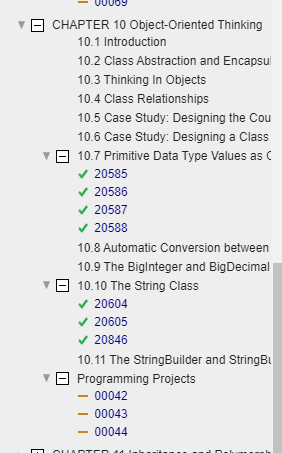 00069
CHAPTER 10 Object-Oriented Thinking
10.1 Introduction
10.2 Class Abstraction and Encapsul
10.3 Thinking In Objects
10.4 Class Relationships
10.5 Case Study: Designing the Cou
10.6 Case Study: Designing a Class
10.7 Primitive Data Type Values as O
20585
20586
20587
20588
10.8 Automatic Conversion between
10.9 The BigInteger and BigDecimal
10.10 The String Class
20604
20605
20846
10.11 The StringBuilder and StringBu
Programming Projects
00042
00043
00044
CHAPTER 11 Inheritance and Polymorph